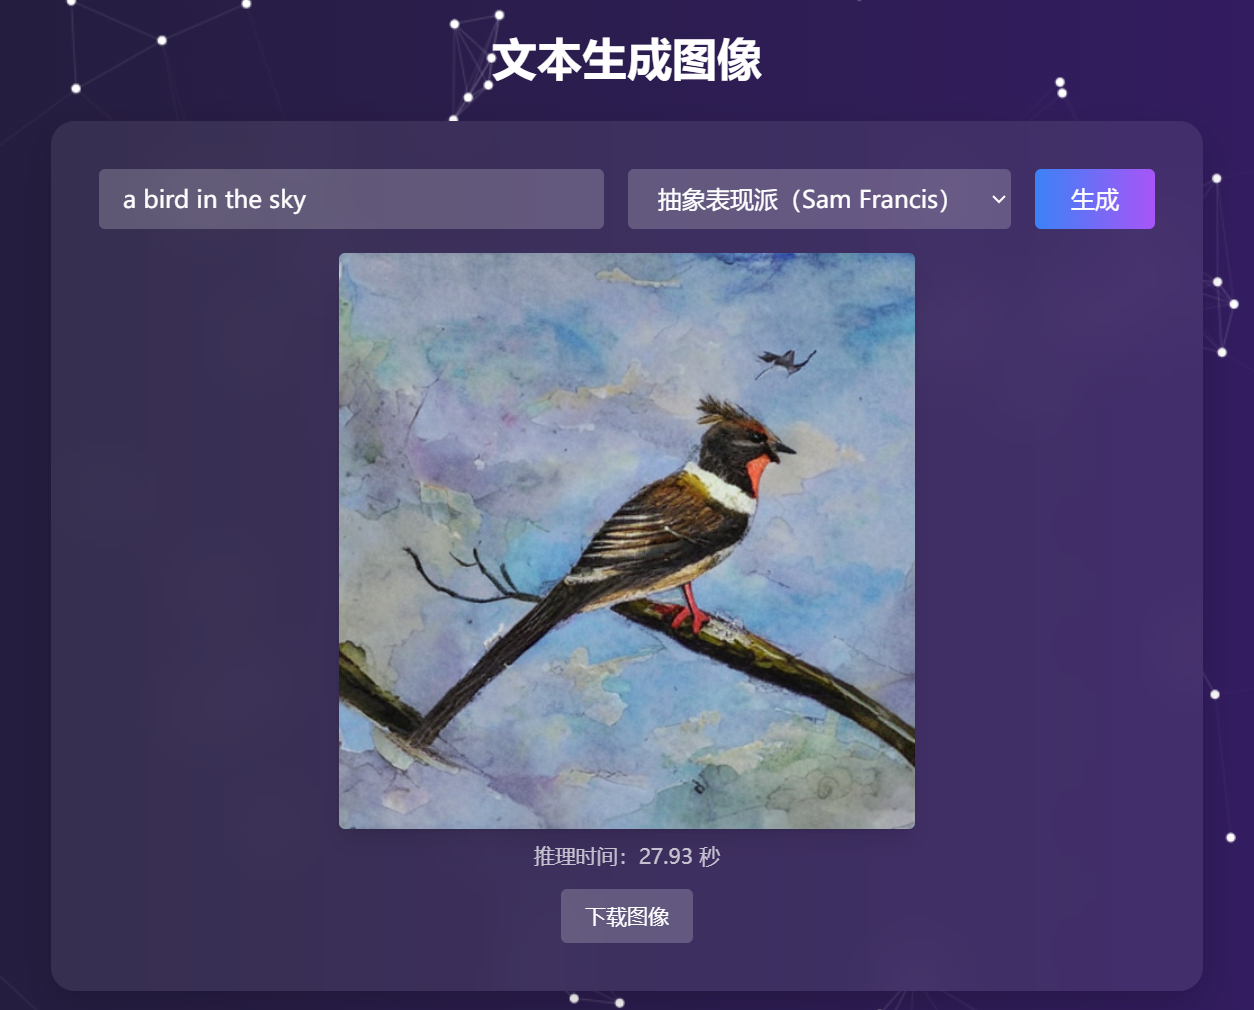 文本生成图像
a bird in the sky
抽象表现派（Sam Francis）
生成
推理时间：27.93 秒
下载图像